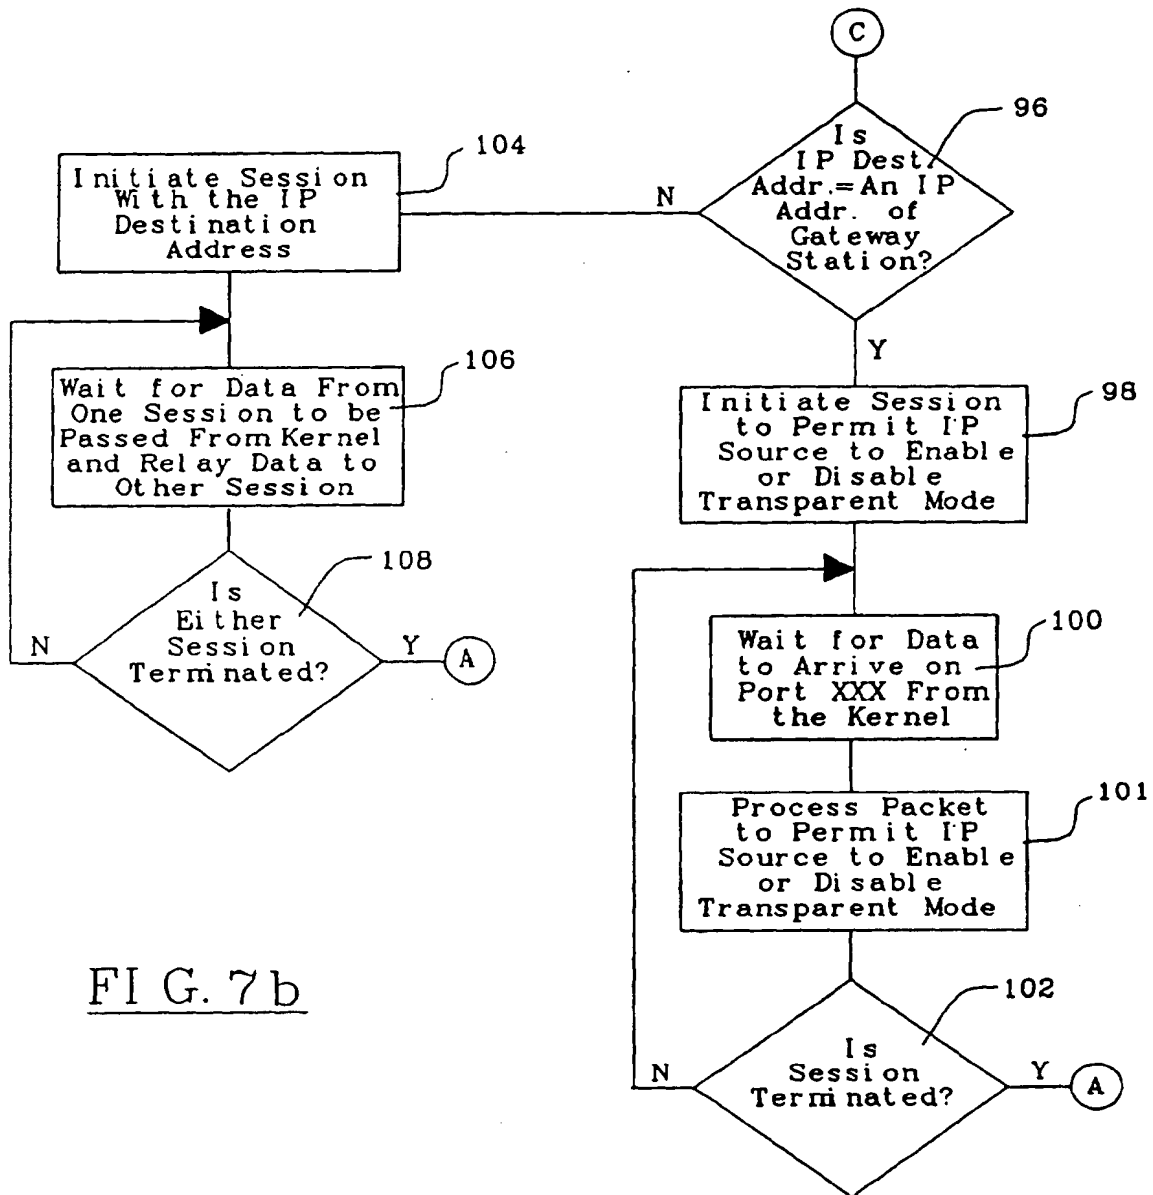 C
96
Is
IP Dest.
Addr.=An IP
Addr. of
Gateway
Station?
N
Y
104
Initiate Session
With the IP
Destination
Address
106
Wait for Data From
One Session to be
Passed From Kernel
and Relay Data to
Other Session
108
Is
Either
Session
Terminated?
N
Y
A
98
Initiate Session
to Permit IP
Source to Enable
or Disable
Transparent Mode
100
Wait for Data
to Arrive on
Port XXX From
the Kernel
101
Process Packet
to Permit IP
Source to Enable
or Disable
Transparent Mode
102
Is
Session
Terminated?
N
Y
A
FIG. 7b